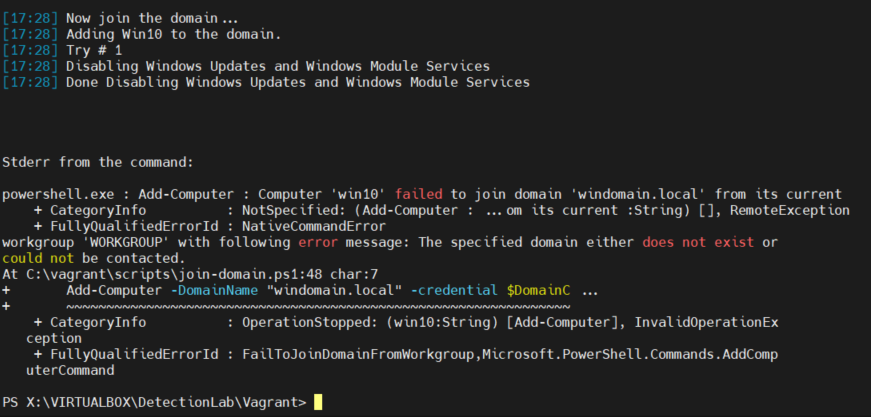 [17:28] Now join the domain...
[17:28] Adding Win10 to the domain.
[17:28] Try # 1
[17:28] Disabling Windows Updates and Windows Module Services
[17:28] Done Disabling Windows Updates and Windows Module Services
Stderr from the command:
powershell.exe : Add-Computer : Computer 'win10' failed to join domain 'windomain.local' from its current
+ CategoryInfo : NotSpecified: (Add-Computer : ...om its current :String) [], RemoteException
+ FullyQualifiedErrorId : NativeCommandError
workgroup 'WORKGROUP' with following error message: The specified domain either does not exist or
could not be contacted.
At C:\vagrant\scripts\join-domain.ps1:48 char:7
+ Add-Computer -DomainName "windomain.local" -credential $DomainC ...
+ ~~~~~~~~~~~~~~~~~~~~~~~~~~~~~~~~~~~~~~~~~~~~~~~~~~~~~~~~~~~~~~~
+ CategoryInfo : OperationStopped: (win10:String) [Add-Computer], InvalidOperationEx
ception
+ FullyQualifiedErrorId : FailToJoinDomainFromWorkgroup,Microsoft.PowerShell.Commands.AddComp
uterCommand
PS X:\VIRTUALBOX\DetectionLab\Vagrant>